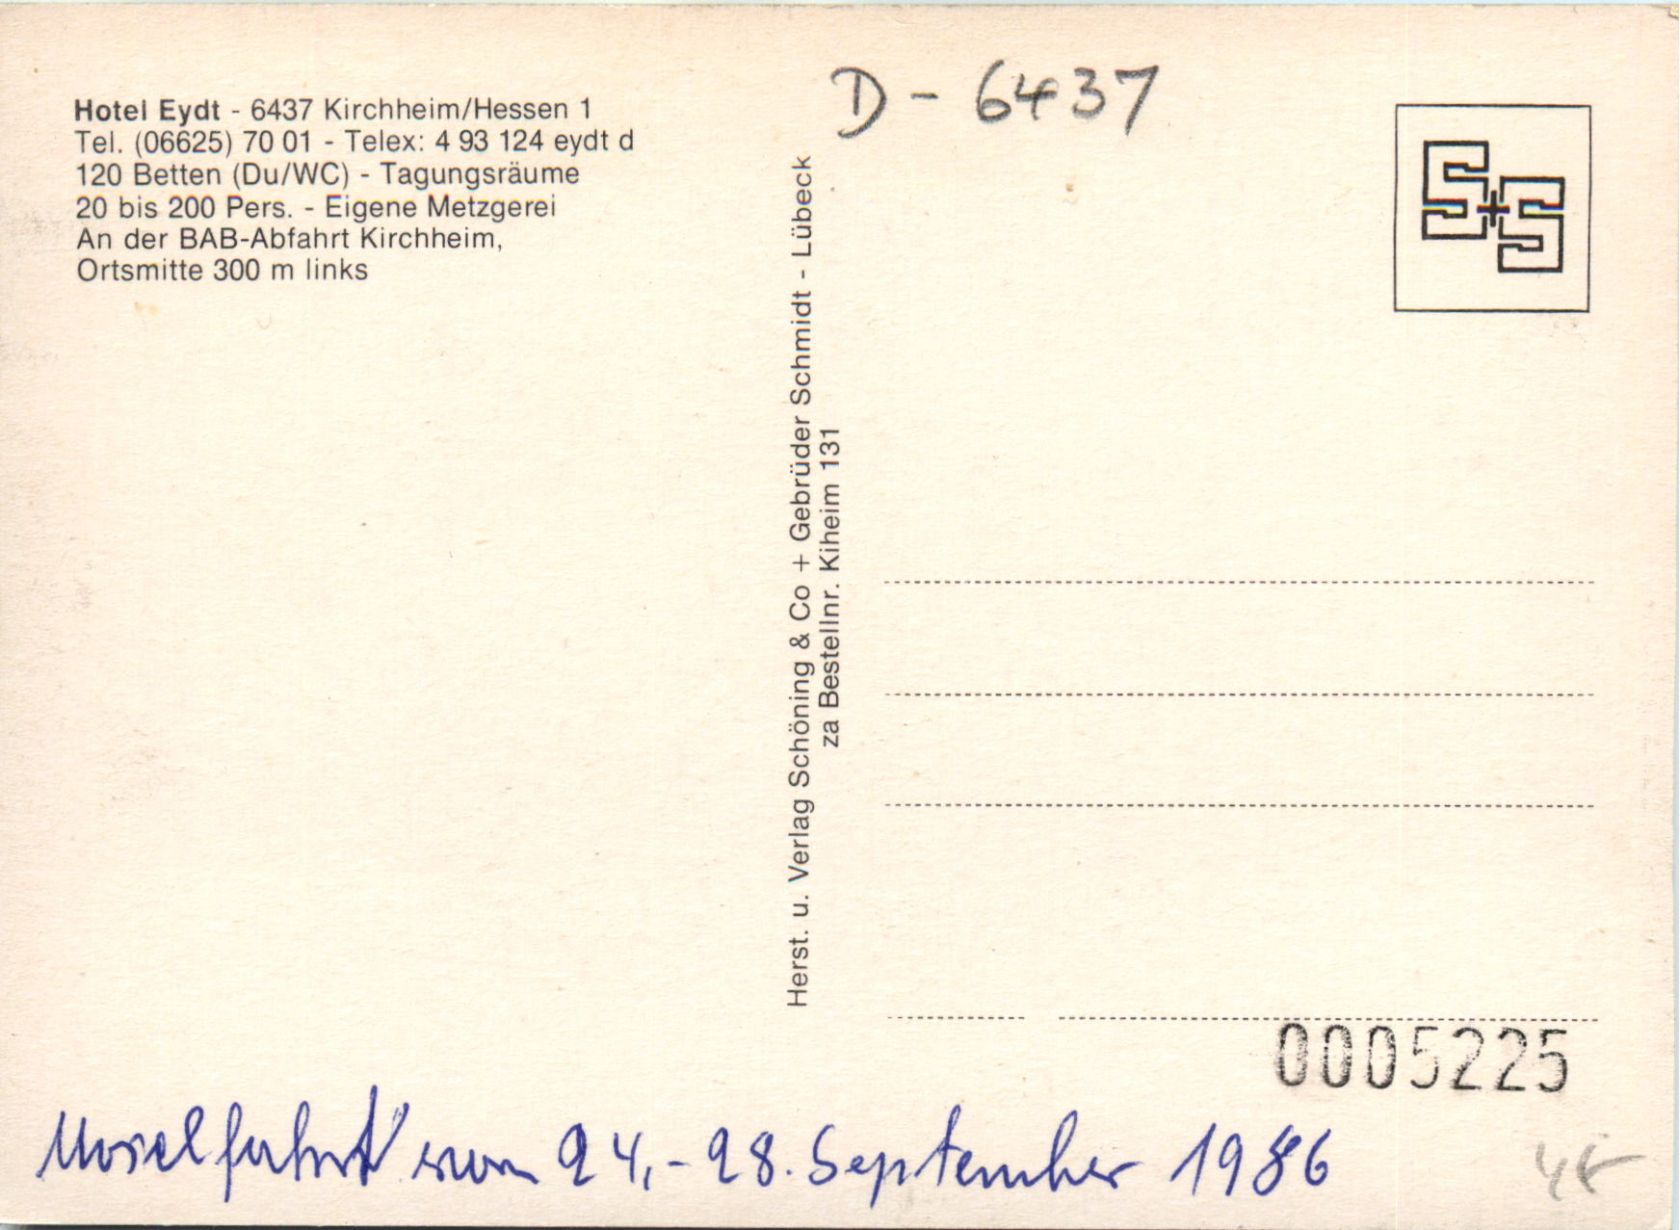 Hotel Eydt - 6437 Kirchheim/Hessen 1
Tel. (06625) 70 01 - Telex: 4 93 124 eydt d
120 Betten (Du/WC) - Tagungsräume
20 bis 200 Pers. - Eigene Metzgerei
An der BAB-Abfahrt Kirchheim,
Ortsmitte 300 m links
D - 6437
S+S
Herst. u. Verlag Schöning & Co + Gebrüder Schmidt - Lübeck
za Bestellnr. Kiheim 131
0005225
Moselfahrt vom 24.-28. September 1986